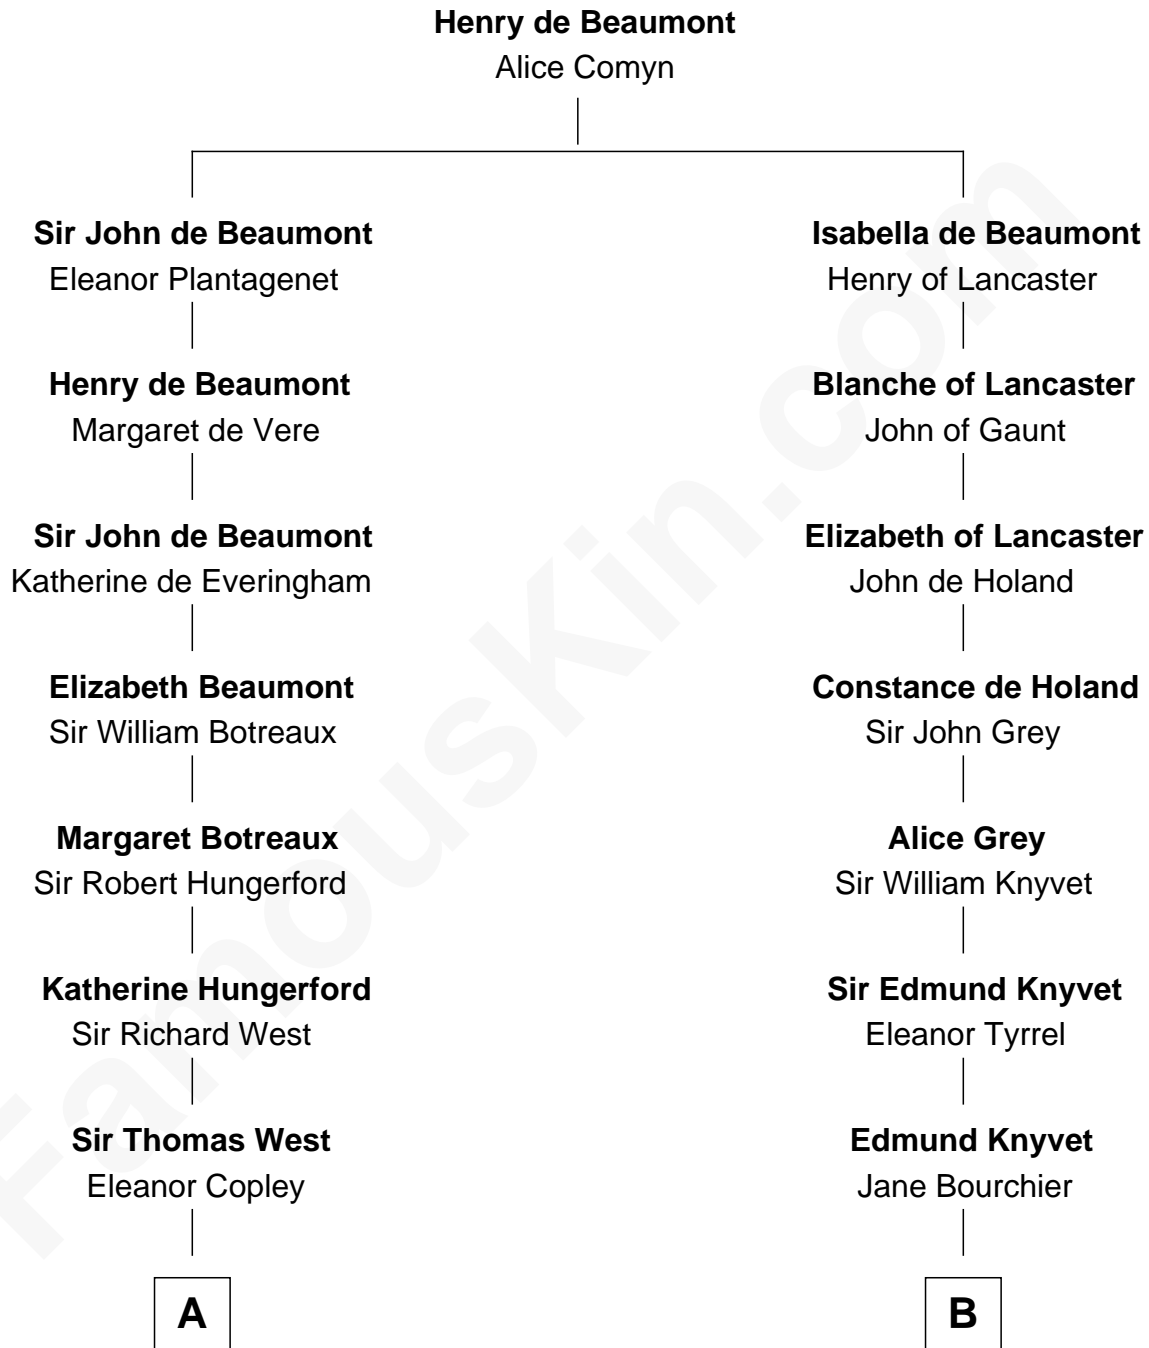 Henry de Beaumont
Alice Comyn
Sir John de Beaumont
Eleanor Plantagenet
Isabella de Beaumont
Henry of Lancaster
Henry de Beaumont
Margaret de Vere
Blanche of Lancaster
John of Gaunt
Sir John de Beaumont
Katherine de Everingham
Elizabeth of Lancaster
John de Holand
Elizabeth Beaumont
Sir William Botreaux
Constance de Holand
Sir John Grey
Margaret Botreaux
Sir Robert Hungerford
Alice Grey
Sir William Knyvet
Katherine Hungerford
Sir Richard West
Sir Edmund Knyvet
Eleanor Tyrrel
Sir Thomas West
Eleanor Copley
Edmund Knyvet
Jane Bourchier
A
B
FamousKin.com